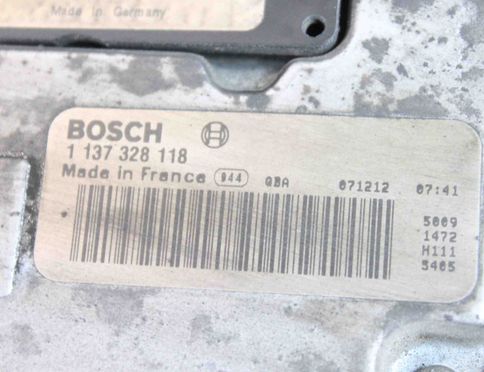 Made in Germany
BOSCH
1 137 328 118
Made in France 944 QBA 071212 07:41
5009
1472
H111
5405